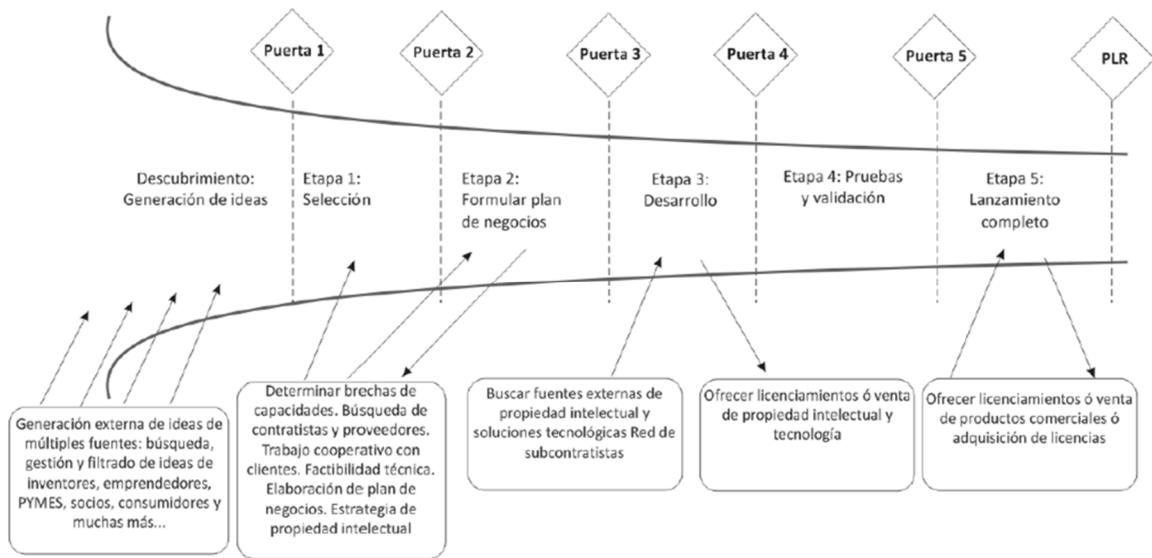 Puerta 1
Puerta 2
Puerta 3
Puerta 4
Puerta 5
PLR
Descubrimiento:
Generación de ideas
Etapa 1:
Selección
Etapa 2:
Formular plan
de negocios
Etapa 3:
Desarrollo
Etapa 4: Pruebas
y validación
Etapa 5:
Lanzamiento
completo
Generación externa de ideas de
múltiples fuentes: búsqueda,
gestión y filtrado de ideas de
inventores, emprendedores,
PYMES, socios, consumidores y
muchas más...
Determinar brechas de
capacidades. Búsqueda de
contratistas y proveedores.
Trabajo cooperativo con
clientes. Factibilidad técnica.
Elaboración de plan de
negocios. Estrategia de
propiedad intelectual
Buscar fuentes externas de
propiedad intelectual y
soluciones tecnológicas Red de
subcontratistas
Ofrecer licenciamientos ó venta
de propiedad intelectual y
tecnología
Ofrecer licenciamientos ó venta
de productos comerciales ó
adquisición de licencias